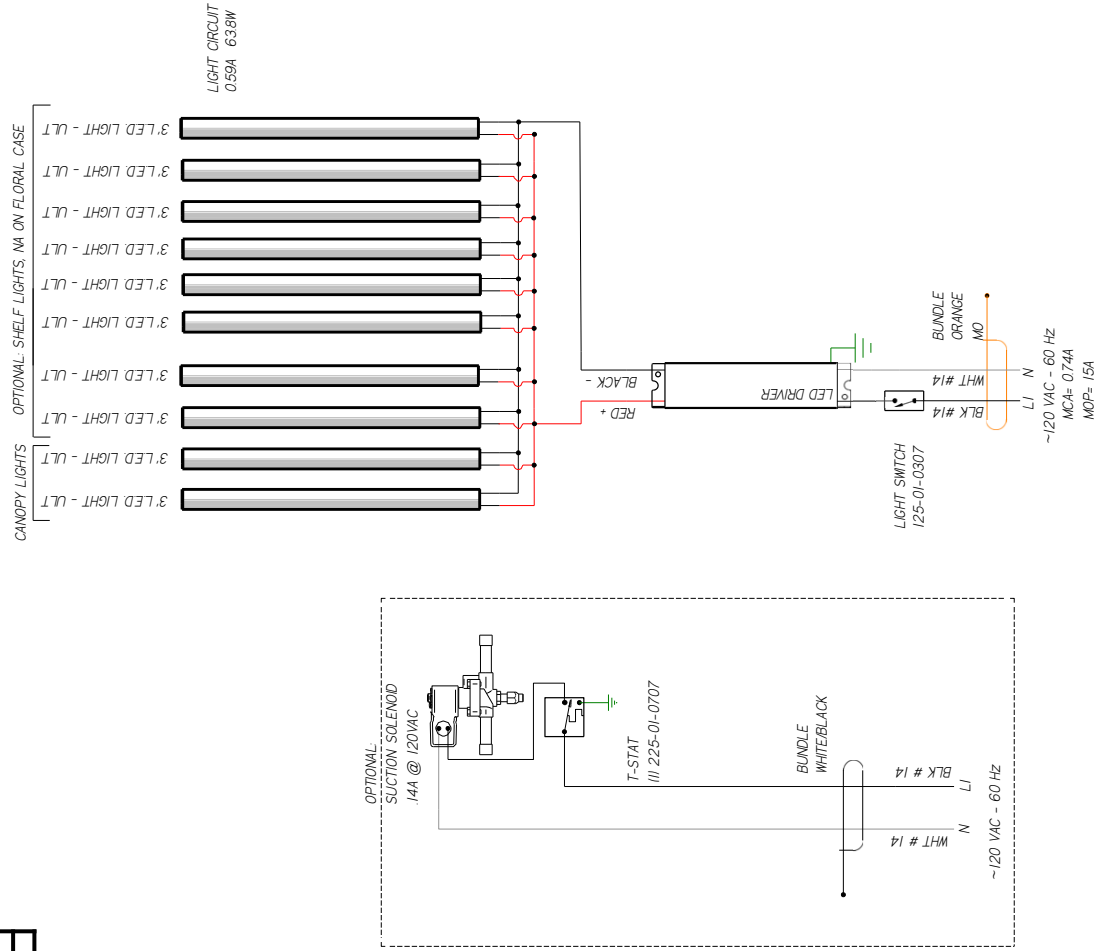 LIGHT CIRCUIT
0.59A 63.8W
OPTIONAL: SHELF LIGHTS, NA ON FLORAL CASE
3' LED LIGHT - ULT
3' LED LIGHT - ULT
3' LED LIGHT - ULT
3' LED LIGHT - ULT
3' LED LIGHT - ULT
3' LED LIGHT - ULT
3' LED LIGHT - ULT
3' LED LIGHT - ULT
CANOPY LIGHTS
3' LED LIGHT - ULT
3' LED LIGHT - ULT
BLACK -
RED +
LED DRIVER
BUNDLE
ORANGE
MO
WHT #14
BLK #14
N
L1
~120 VAC - 60 Hz
MCA= 0.74A
MOP= 15A
LIGHT SWITCH
125-01-0307
OPTIONAL:
SUCTION SOLENOID
.14A @ 120VAC
T-STAT
111 225-01-0707
BUNDLE
WHITE/BLACK
BLK # 14
L1
N
WHT # 14
~120 VAC - 60 Hz